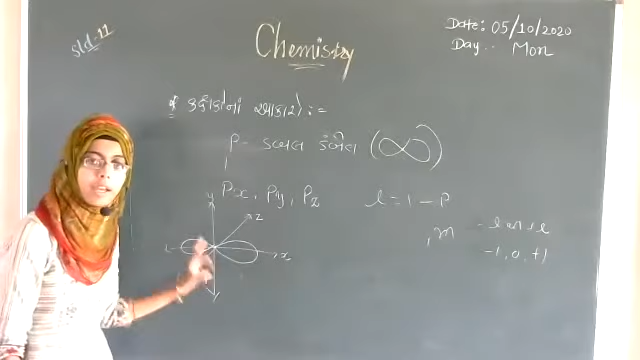 Std-11
Chemistry
Date: 05/10/2020
Day: Mon
કક્ષકોનાં આકારો :-
P- ડબલ ડંબેલ (∞)
Px, Py, Pz
l = 1 - P
m = -l થી +l
-1, 0, +1
y
z
x